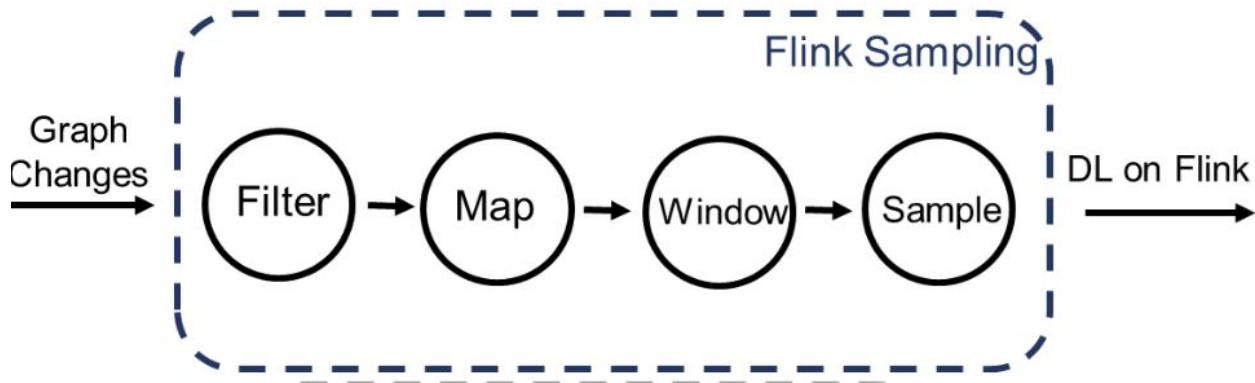 Flink Sampling
Graph
Changes
Filter
Map
Window
Sample
DL on Flink